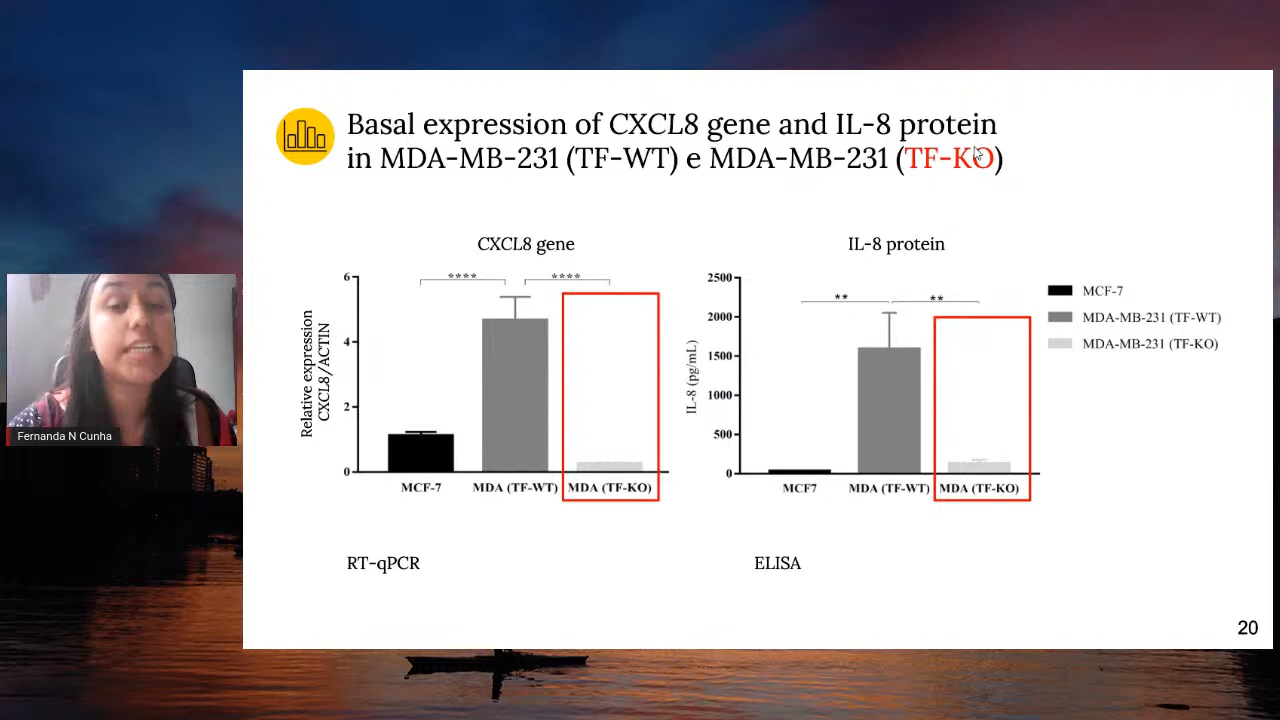 Basal expression of CXCL8 gene and IL-8 protein
in MDA-MB-231 (TF-WT) e MDA-MB-231 (TF-KO)
CXCL8 gene
6
4
2
0
Relative expression
CXCL8/ACTIN
****
****
MCF-7
MDA (TF-WT)
MDA (TF-KO)
RT-qPCR
IL-8 protein
2500
2000
1500
1000
500
0
IL-8 (pg/mL)
**
**
MCF7
MDA (TF-WT)
MDA (TF-KO)
MCF-7
MDA-MB-231 (TF-WT)
MDA-MB-231 (TF-KO)
ELISA
Fernanda N Cunha
20